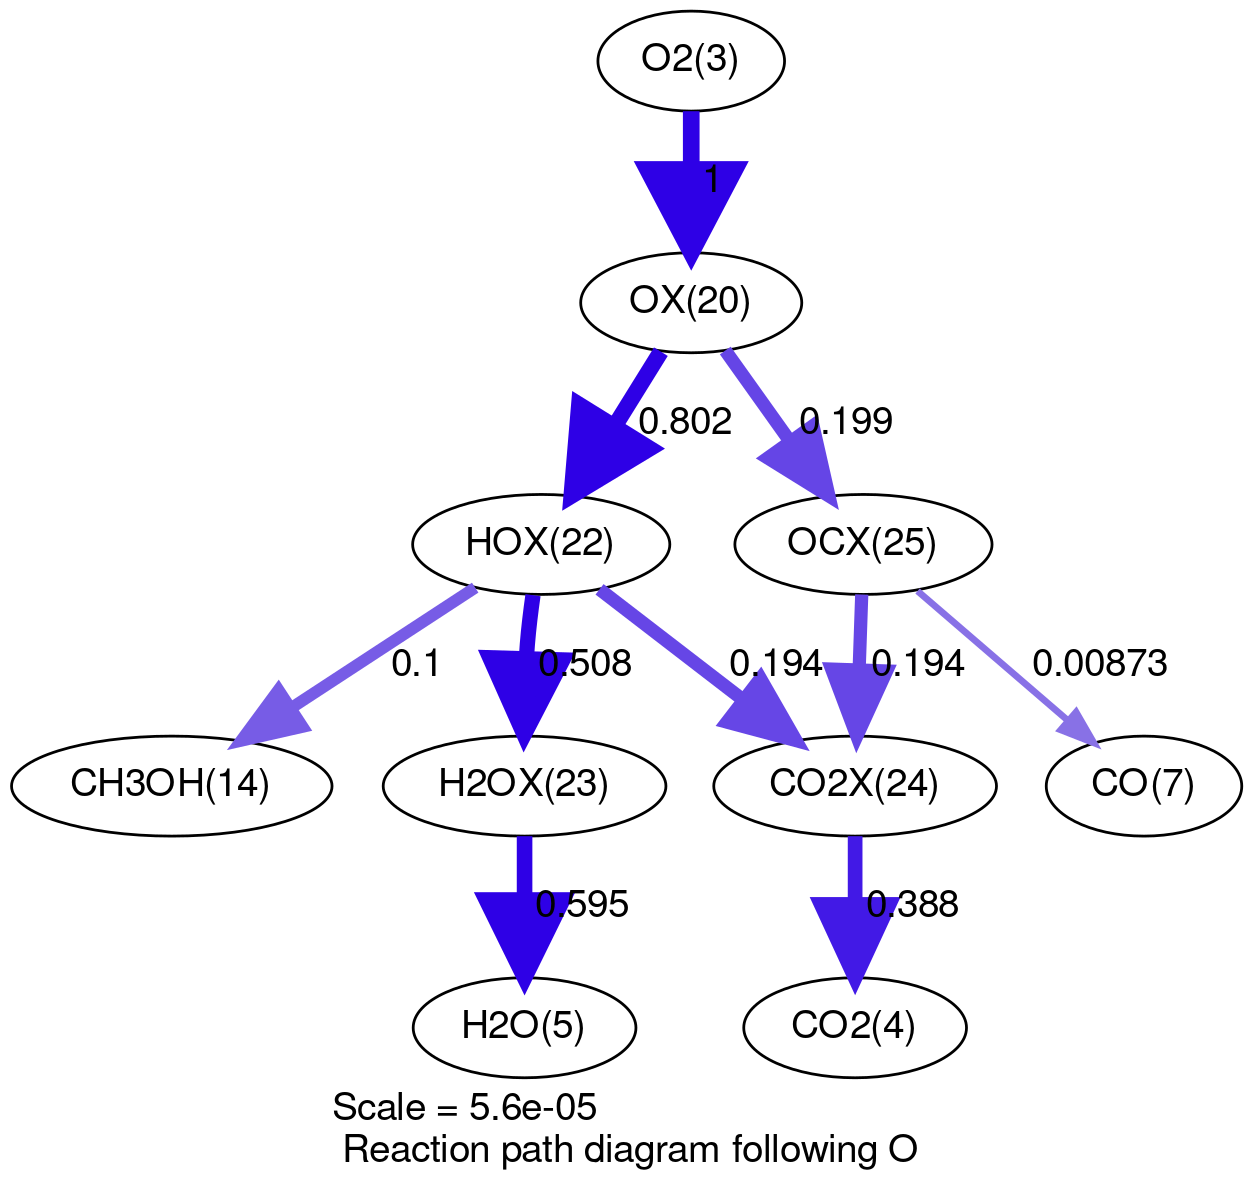 O2(3)
1
OX(20)
0.802
0.199
HOX(22)
OCX(25)
0.1
0.508
0.194
0.194
0.00873
CH3OH(14)
H2OX(23)
CO2X(24)
CO(7)
0.595
0.388
H2O(5)
CO2(4)
Scale = 5.6e-05
Reaction path diagram following O